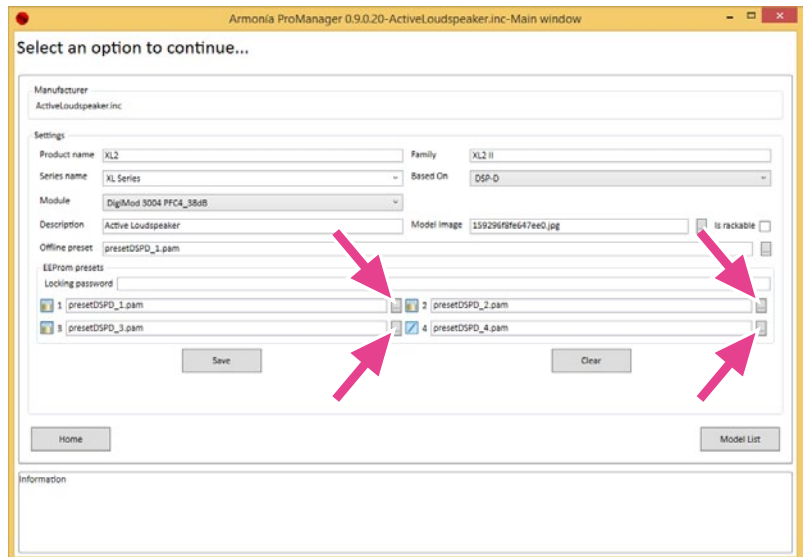 Armonía ProManager 0.9.0.20-ActiveLoudspeaker.inc-Main window
Select an option to continue...
Manufacturer
ActiveLoudspeaker.inc
Settings
Product name XL2 Family XL2 II
Series name XL Series Based On DSP-D
Module DigiMod 3004 PFC4_38dB
Description Active Loudspeaker Model Image 159296f8fe647ee0.jpg Is rackable
Offline preset presetDSPD_1.pam
EEProm presets
Locking password
1 presetDSPD_1.pam 2 presetDSPD_2.pam
3 presetDSPD_3.pam 4 presetDSPD_4.pam
Save Clear
Home Model List
Information